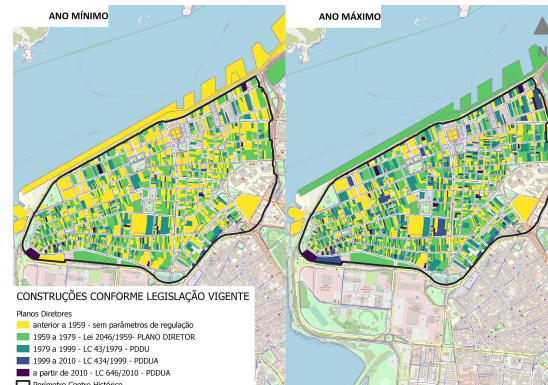 ANO MÍNIMO
ANO MÁXIMO
N
CONSTRUÇÕES CONFORME LEGISLAÇÃO VIGENTE
Planos Diretores
anterior a 1959 - sem parâmetros de regulação
1959 a 1979 - Lei 2046/1959- PLANO DIRETOR
1979 a 1999 - LC 43/1979 - PDDU
1999 a 2010 - LC 434/1999 - PDDUA
a partir de 2010 - LC 646/2010 - PDDUA
Perímetro Centro Histórico